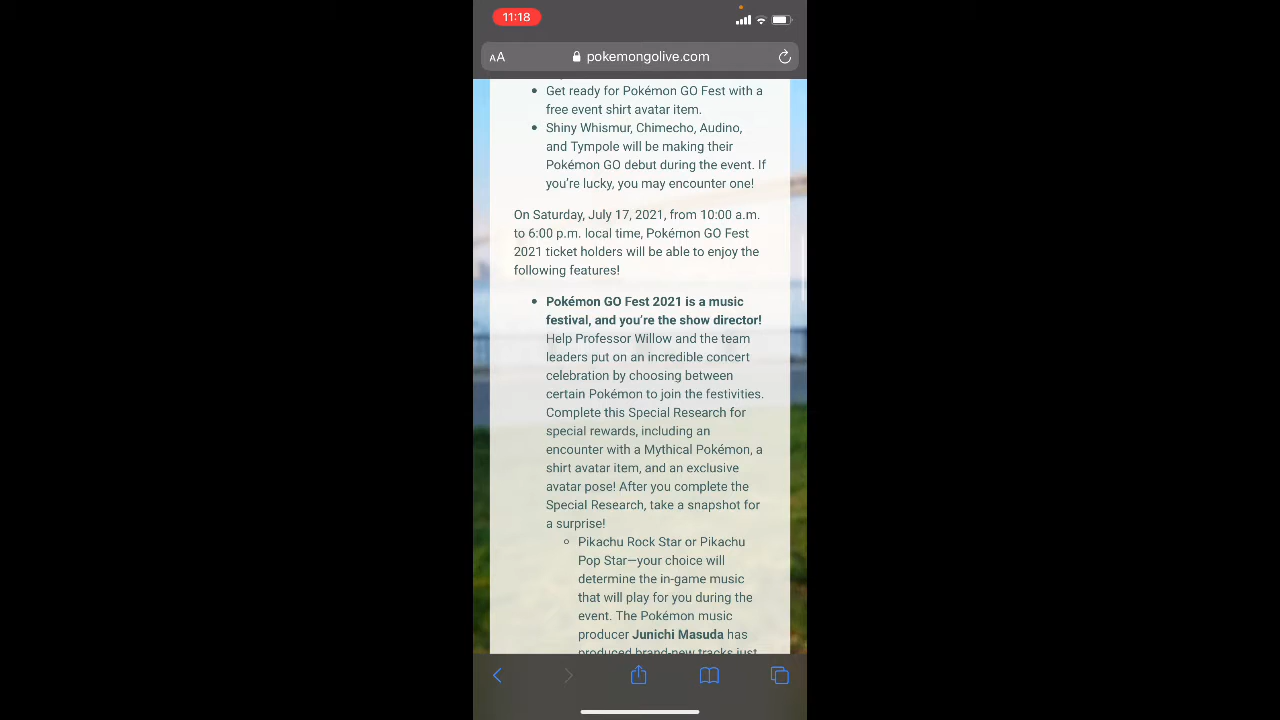 11:18
AA
pokemongolive.com
Get ready for Pokémon GO Fest with a
free event shirt avatar item.
Shiny Whismur, Chimecho, Audino,
and Tympole will be making their
Pokémon GO debut during the event. If
you're lucky, you may encounter one!
On Saturday, July 17, 2021, from 10:00 a.m.
to 6:00 p.m. local time, Pokémon GO Fest
2021 ticket holders will be able to enjoy the
following features!
Pokémon GO Fest 2021 is a music
festival, and you're the show director!
Help Professor Willow and the team
leaders put on an incredible concert
celebration by choosing between
certain Pokémon to join the festivities.
Complete this Special Research for
special rewards, including an
encounter with a Mythical Pokémon, a
shirt avatar item, and an exclusive
avatar pose! After you complete the
Special Research, take a snapshot for
a surprise!
Pikachu Rock Star or Pikachu
Pop Star—your choice will
determine the in-game music
that will play for you during the
event. The Pokémon music
producer Junichi Masuda has
produced brand-new tracks just